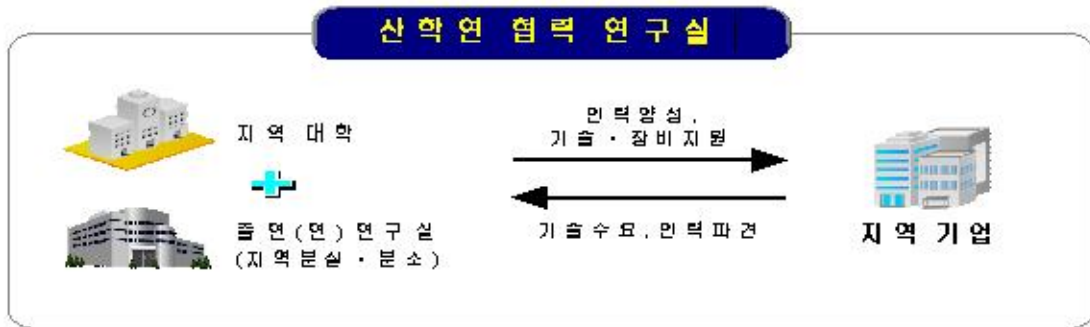 산학연 협력 연구실
지역 대학
출연(연) 연구실
(지역분실·분소)
인력양성,
기술·장비지원
기술수요,인력파견
지역 기업